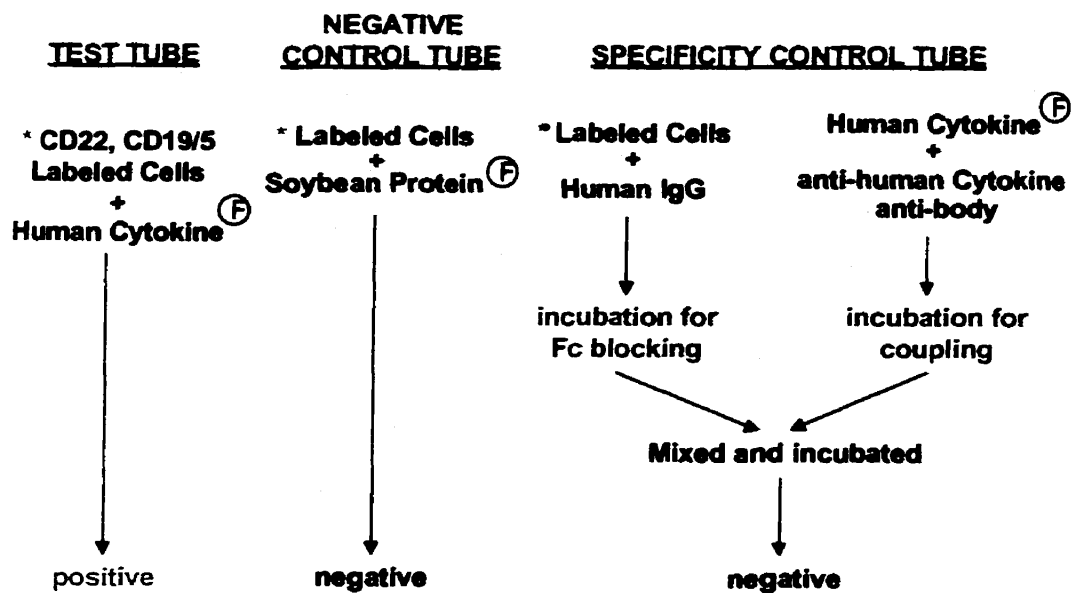 TEST TUBE
* CD22, CD19/5
Labeled Cells
+
Human Cytokine Ⓕ
positive
NEGATIVE
CONTROL TUBE
* Labeled Cells
+
Soybean Protein Ⓕ
negative
SPECIFICITY CONTROL TUBE
* Labeled Cells
+
Human IgG
incubation for
Fc blocking
Human Cytokine Ⓕ
+
anti-human Cytokine
anti-body
incubation for
coupling
Mixed and incubated
negative